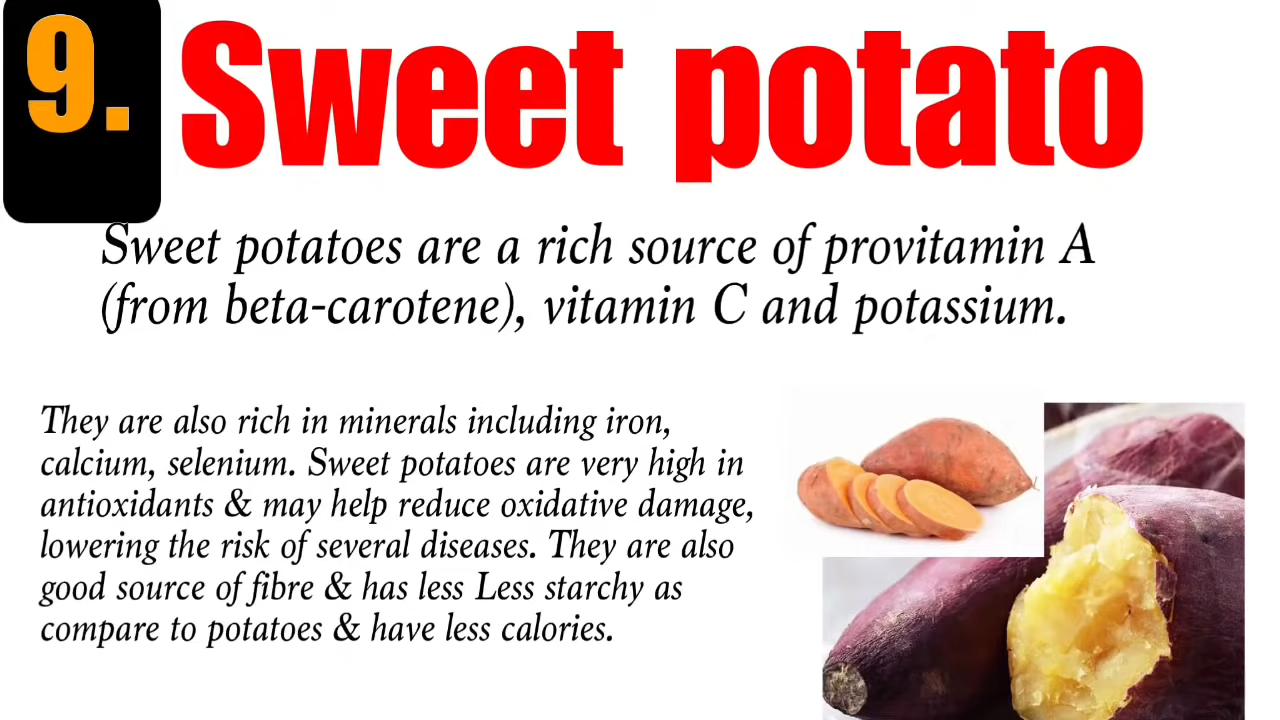 9. Sweet potato
Sweet potatoes are a rich source of provitamin A
(from beta-carotene), vitamin C and potassium.
They are also rich in minerals including iron,
calcium, selenium. Sweet potatoes are very high in
antioxidants & may help reduce oxidative damage,
lowering the risk of several diseases. They are also
good source of fibre & has less Less starchy as
compare to potatoes & have less calories.